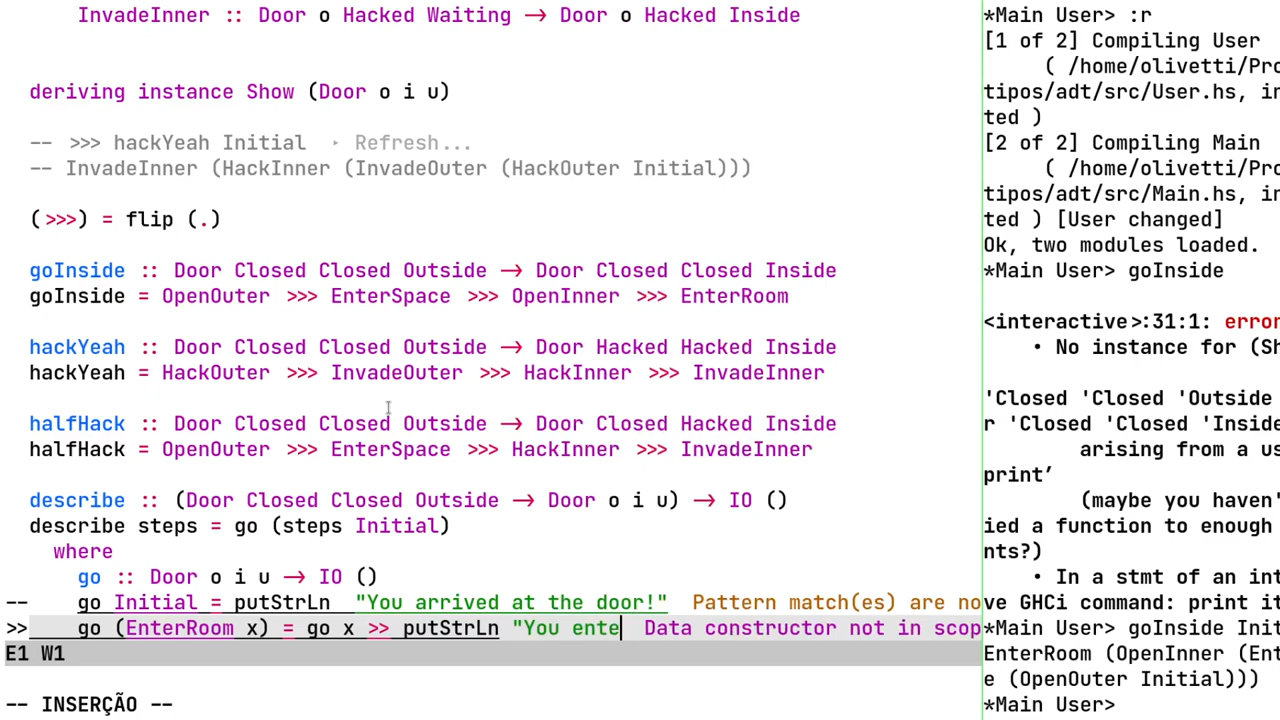 InvadeInner :: Door o Hacked Waiting -> Door o Hacked Inside
deriving instance Show (Door o i u)
-- >>> hackYeah Initial ‣ Refresh...
-- InvadeInner (HackInner (InvadeOuter (HackOuter Initial)))
(>>>) = flip (.)
goInside :: Door Closed Closed Outside -> Door Closed Closed Inside
goInside = OpenOuter >>> EnterSpace >>> OpenInner >>> EnterRoom
hackYeah :: Door Closed Closed Outside -> Door Hacked Hacked Inside
hackYeah = HackOuter >>> InvadeOuter >>> HackInner >>> InvadeInner
halfHack :: Door Closed Closed Outside -> Door Closed Hacked Inside
halfHack = OpenOuter >>> EnterSpace >>> HackInner >>> InvadeInner
describe :: (Door Closed Closed Outside -> Door o i u) -> IO ()
describe steps = go (steps Initial)
where
go :: Door o i u -> IO ()
-- go Initial = putStrLn "You arrived at the door!" Pattern match(es) are no
>> go (EnterRoom x) = go x >> putStrLn "You ente Data constructor not in scop
E1 W1
-- INSERÇÃO --
*Main User> :r
[1 of 2] Compiling User
( /home/olivetti/Pro
tipos/adt/src/User.hs, in
ted )
[2 of 2] Compiling Main
( /home/olivetti/Pro
tipos/adt/src/Main.hs, in
ted ) [User changed]
Ok, two modules loaded.
*Main User> goInside
<interactive>:31:1: error
• No instance for (Sh
'Closed 'Closed 'Outside
r 'Closed 'Closed 'Inside
arising from a us
print’
(maybe you haven'
ied a function to enough
nts?)
• In a stmt of an int
ve GHCi command: print it
*Main User> goInside Init
EnterRoom (OpenInner (Ent
e (OpenOuter Initial)))
*Main User>